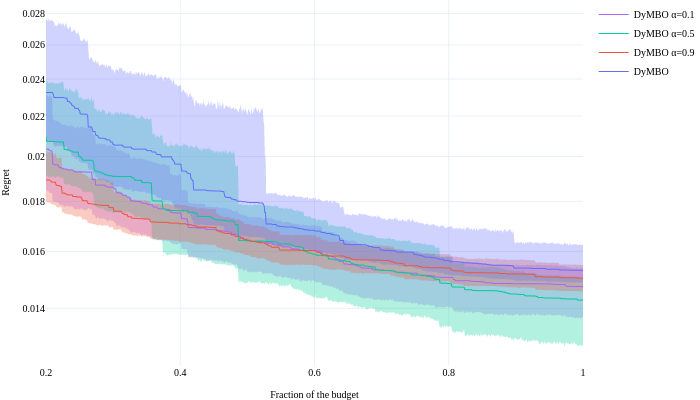 0.028
0.026
0.024
0.022
0.02
0.018
0.016
0.014
Regret
0.2 0.4 0.6 0.8 1
Fraction of the budget
DyMBO α=0.1
DyMBO α=0.5
DyMBO α=0.9
DyMBO